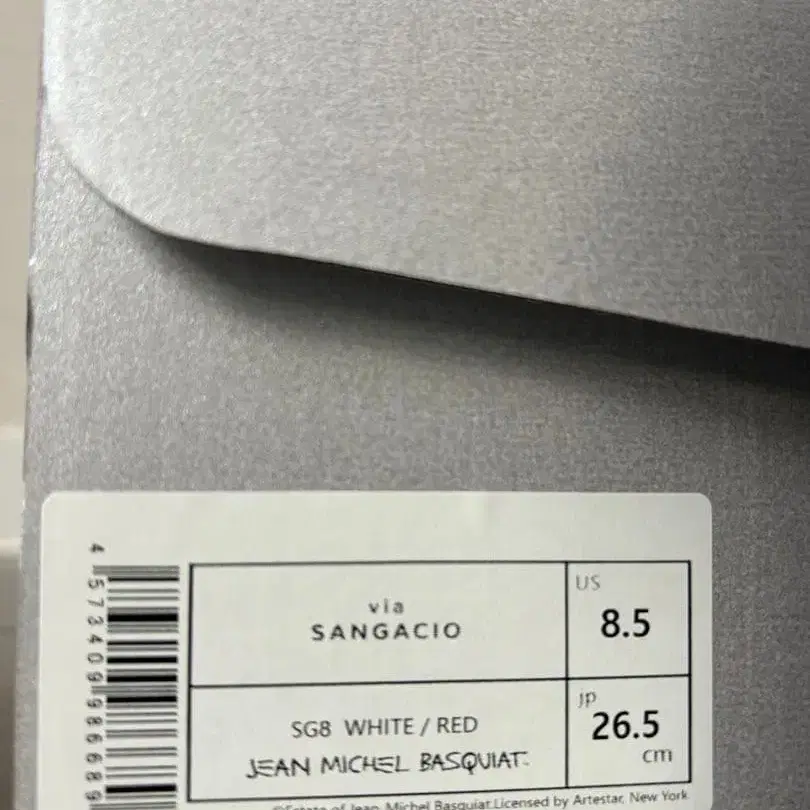 via
SANGACIO
US
8.5
SG8 WHITE / RED
JEAN MICHEL BASQUIAT.
JP
26.5
cm
©Estate of Jean-Michel Basquiat.Licensed by Artestar, New York
4573409986689